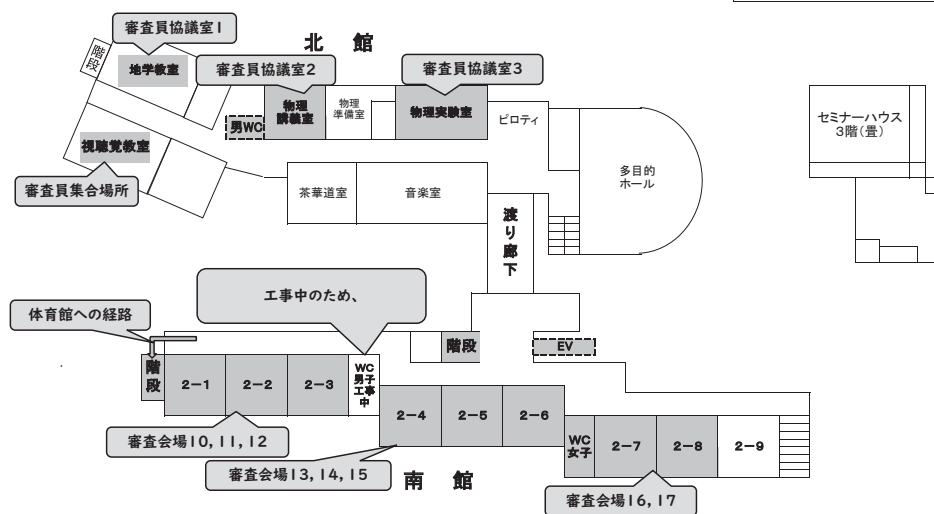 審査員協議室1
北 館
階段
地学教室
審査員協議室2
審査員協議室3
物理
講義室
物理
準備室
物理実験室
男WC
ピロティ
セミナーハウス
3階(畳)
視聴覚教室
多目的
ホール
審査員集合場所
茶華道室
音楽室
渡り廊下
工事中のため、
体育館への経路
階段
EV
階段
2-1
2-2
2-3
WC
男子
工事
中
2-4
2-5
2-6
WC
女子
2-7
2-8
2-9
審査会場10,11,12
審査会場13,14,15
南 館
審査会場16,17